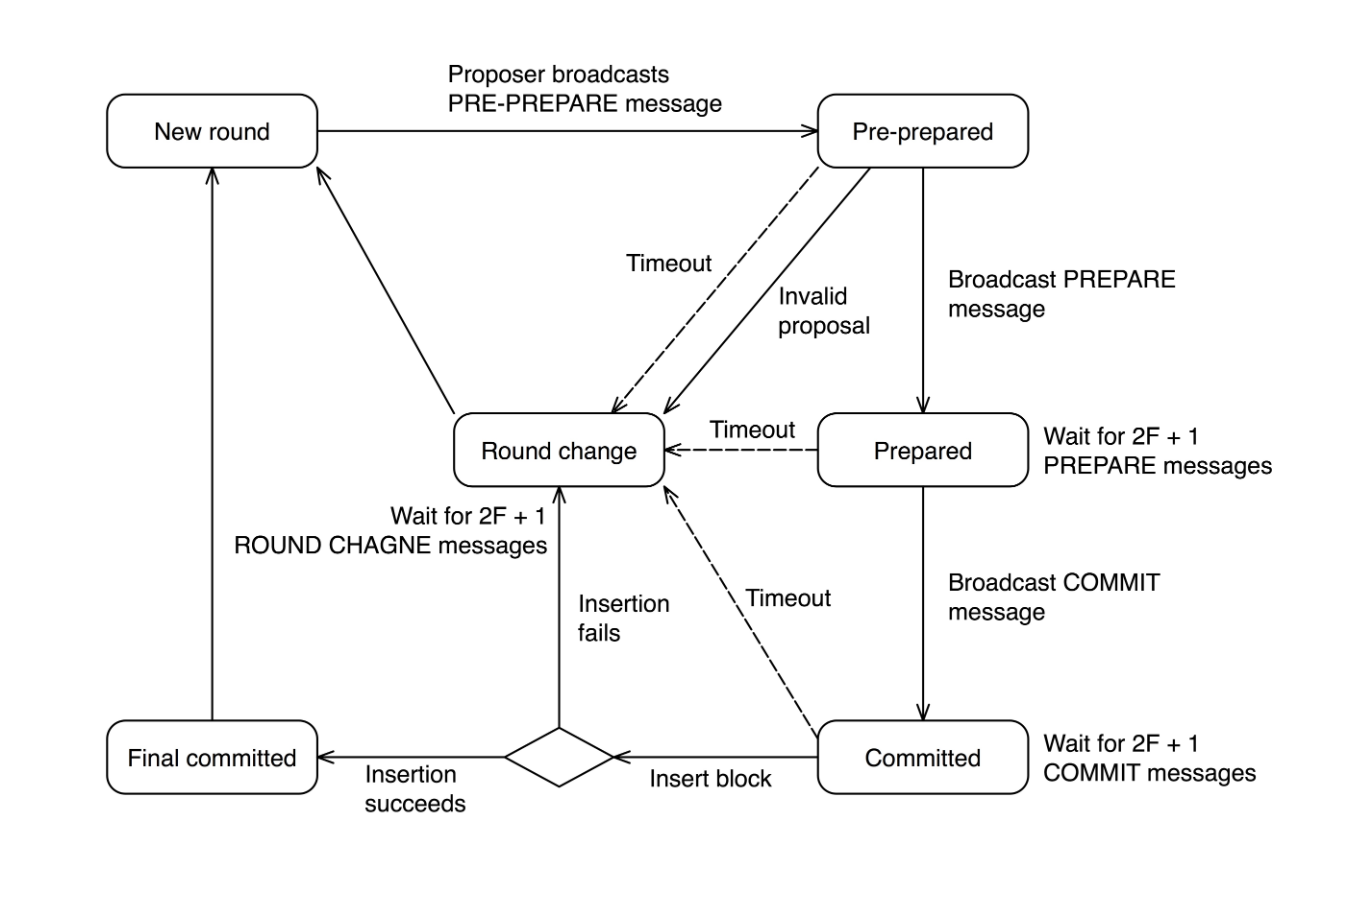 Proposer broadcasts
PRE-PREPARE message
New round
Pre-prepared
Timeout
Invalid
proposal
Broadcast PREPARE
message
Round change
Timeout
Prepared
Wait for 2F + 1
PREPARE messages
Wait for 2F + 1
ROUND CHAGNE messages
Insertion
fails
Timeout
Broadcast COMMIT
message
Final committed
Insertion
succeeds
Insert block
Committed
Wait for 2F + 1
COMMIT messages